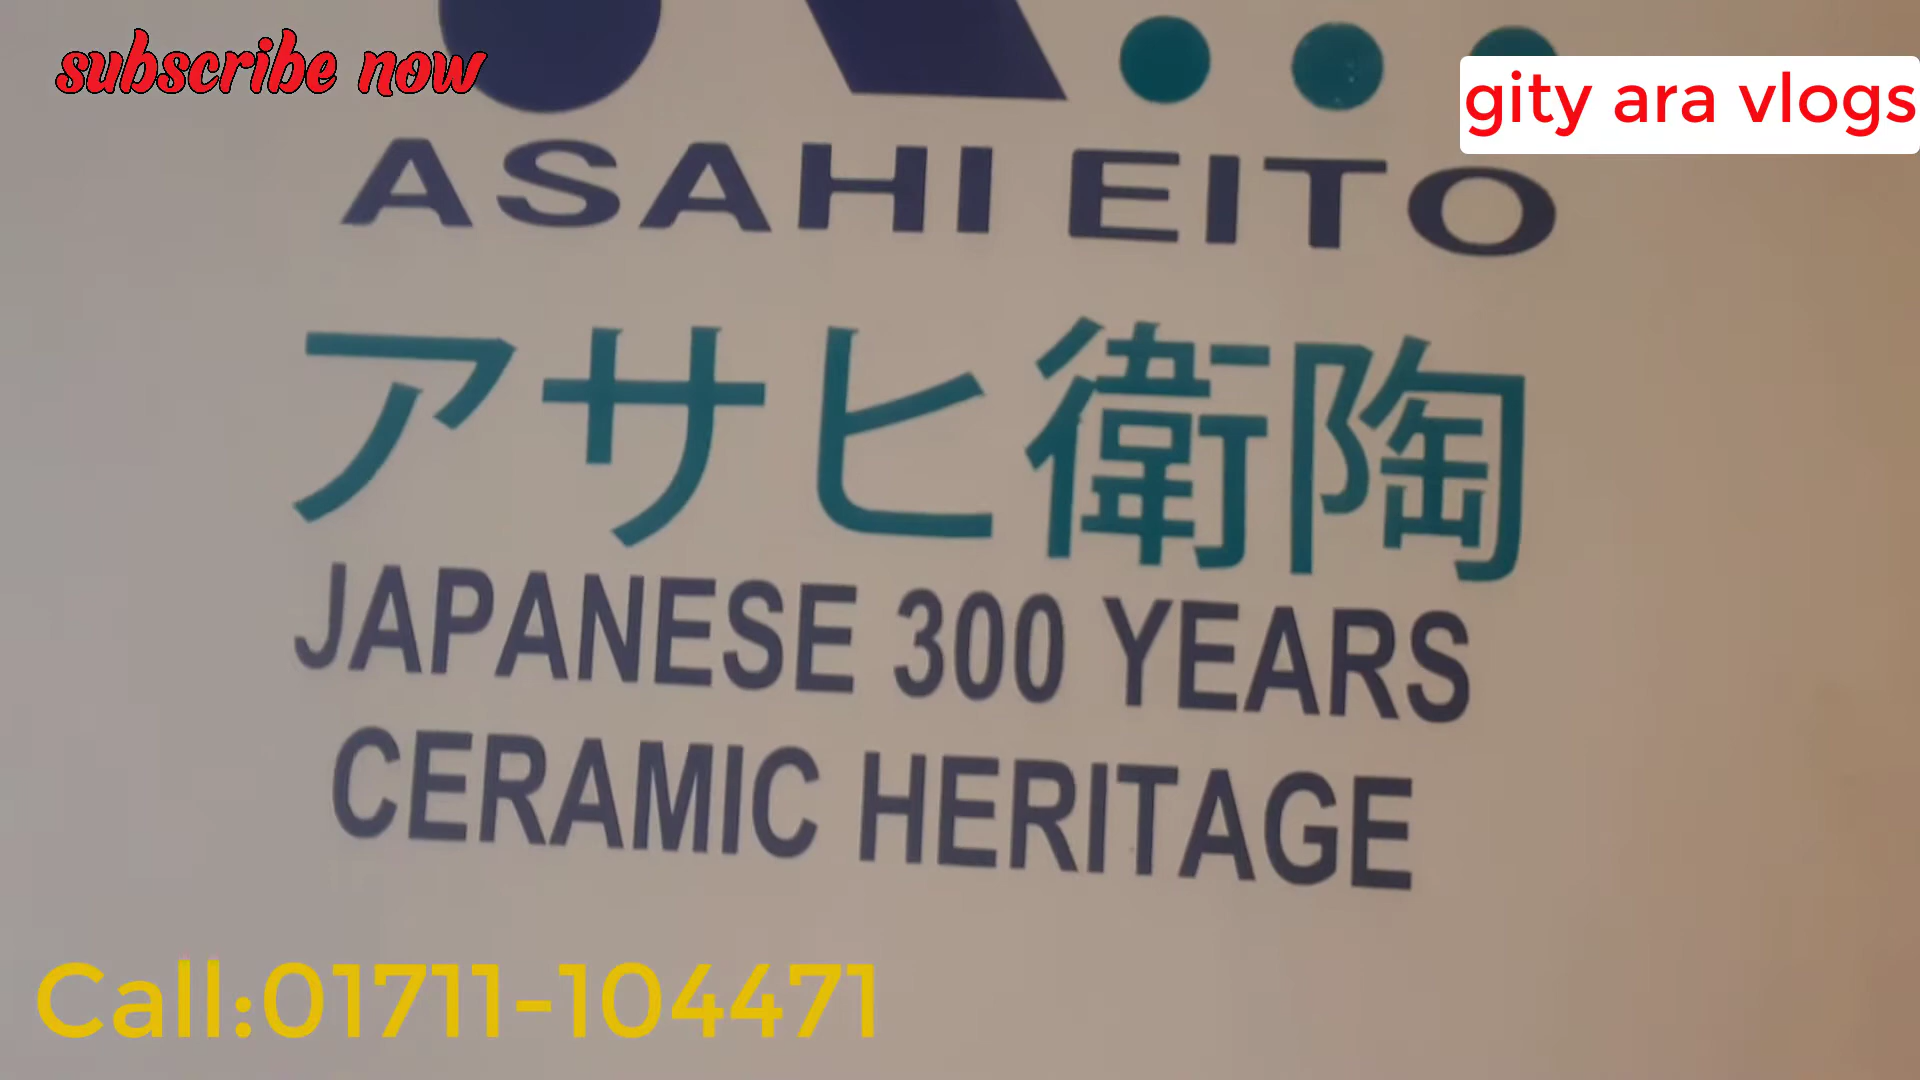 subscribe now
gity ara vlogs
ASAHI EITO
アサヒ衛陶
JAPANESE 300 YEARS
CERAMIC HERITAGE
Call:01711-104471